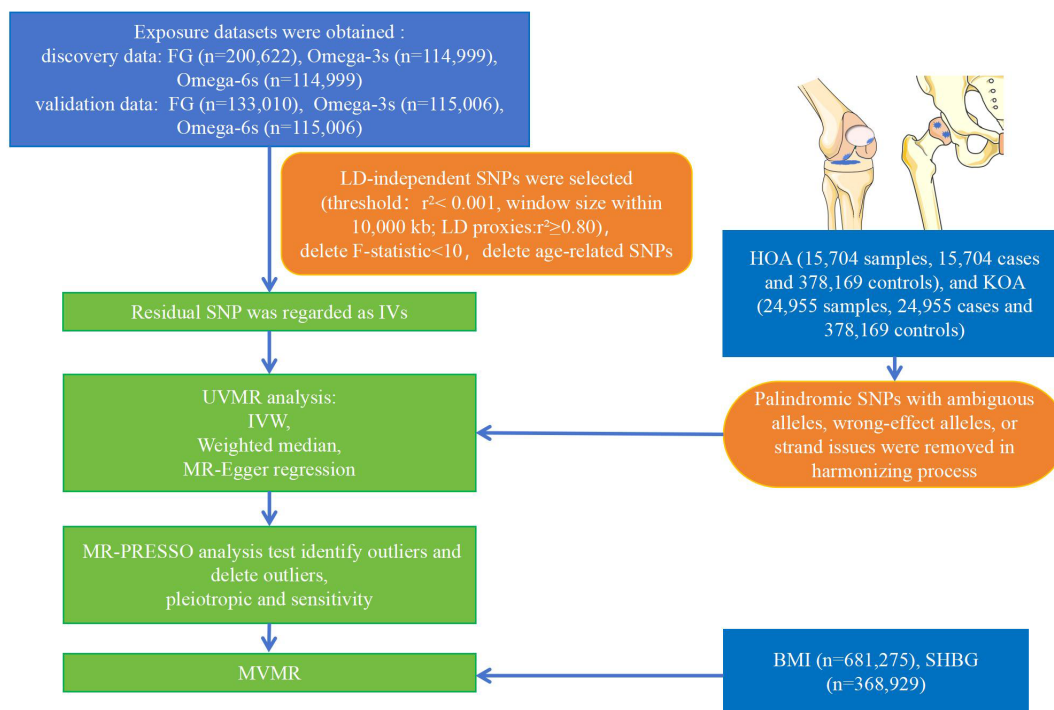 Exposure datasets were obtained :
discovery data: FG (n=200,622), Omega-3s (n=114,999),
Omega-6s (n=114,999)
validation data: FG (n=133,010), Omega-3s (n=115,006),
Omega-6s (n=115,006)
LD-independent SNPs were selected
(threshold：r²< 0.001, window size within
10,000 kb; LD proxies:r²≥0.80),
delete F-statistic<10，delete age-related SNPs
HOA (15,704 samples, 15,704 cases
and 378,169 controls), and KOA
(24,955 samples, 24,955 cases and
378,169 controls)
Residual SNP was regarded as IVs
UVMR analysis:
IVW,
Weighted median,
MR-Egger regression
Palindromic SNPs with ambiguous
alleles, wrong-effect alleles, or
strand issues were removed in
harmonizing process
MR-PRESSO analysis test identify outliers and
delete outliers,
pleiotropic and sensitivity
MVMR
BMI (n=681,275), SHBG
(n=368,929)